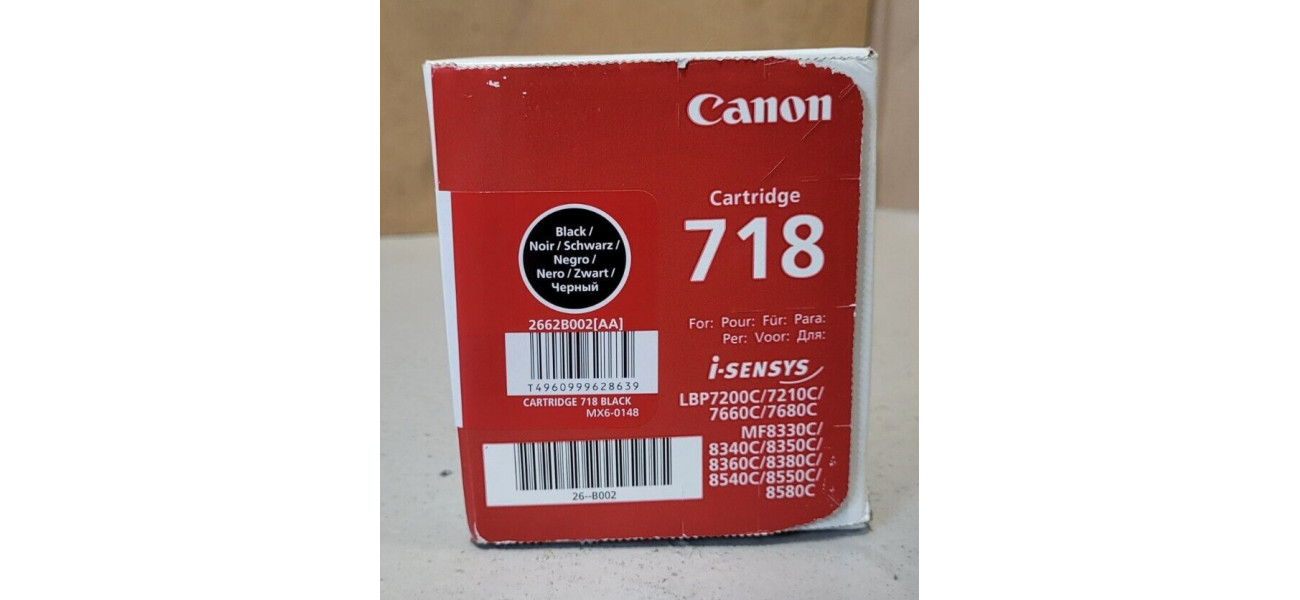 Canon
Cartridge
718
Black /
Noir / Schwarz /
Negro /
Nero / Zwart /
Черный
2662B002[AA]
T4960999628639
CARTRIDGE 718 BLACK
MX6-0148
26--B002
For: Pour: Für: Para:
Per: Voor: Для:
i-SENSYS
LBP7200C/7210C/
7660C/7680C
MF8330C/
8340C/8350C/
8360C/8380C/
8540C/8550C/
8580C